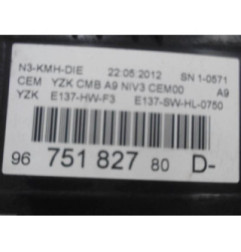 N3-KMH-DIE 22.05.2012 SN 1-0571
CEM YZK CMB A9 NIV3 CEM00 A9
YZK E137-HW-F3 E137-SW-HL-0750
96 751 827 80 D-